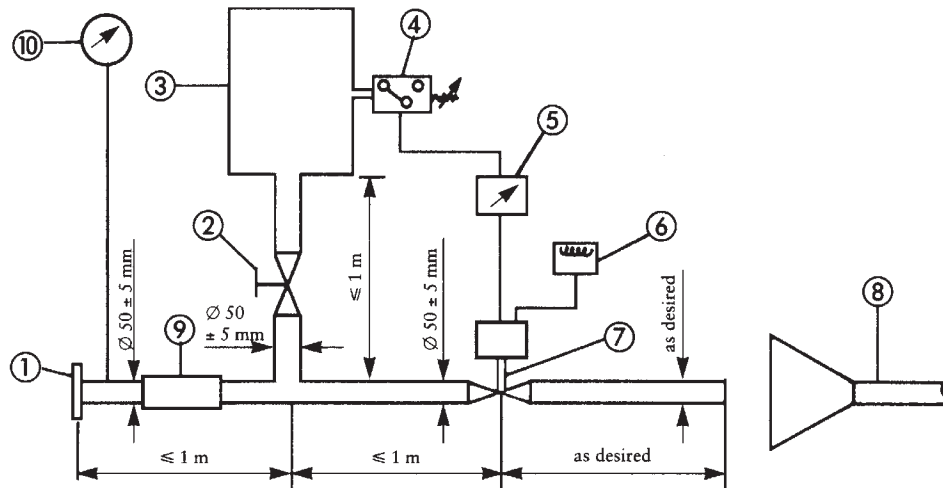 10
3
4
5
2
6
≤ 1 m
Ø 50 ± 5 mm
9
Ø 50
± 5 mm
Ø 50 ± 5 mm
7
as desired
8
1
≤ 1 m
≤ 1 m
as desired